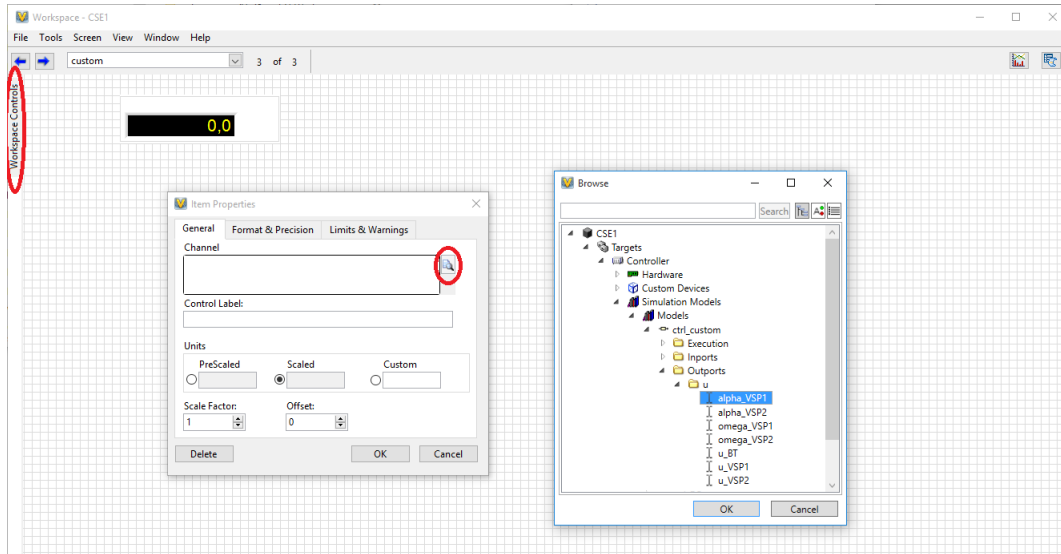 Workspace - CSE1
File Tools Screen View Window Help
custom 3 of 3
Workspace Controls
0,0
Item Properties
General Format & Precision Limits & Warnings
Channel
Control Label:
Units
PreScaled Scaled Custom
Scale Factor: Offset:
1 0
Delete OK Cancel
Browse
Search
CSE1
Targets
Controller
Hardware
Custom Devices
Simulation Models
Models
ctrl_custom
Execution
Inports
Outports
u
alpha_VSP1
alpha_VSP2
omega_VSP1
omega_VSP2
u_BT
u_VSP1
u_VSP2
OK Cancel